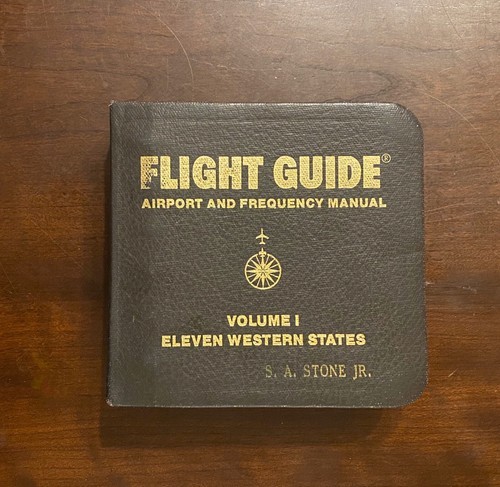 FLIGHT GUIDE®
AIRPORT AND FREQUENCY MANUAL
VOLUME I
ELEVEN WESTERN STATES
S. A. STONE JR.